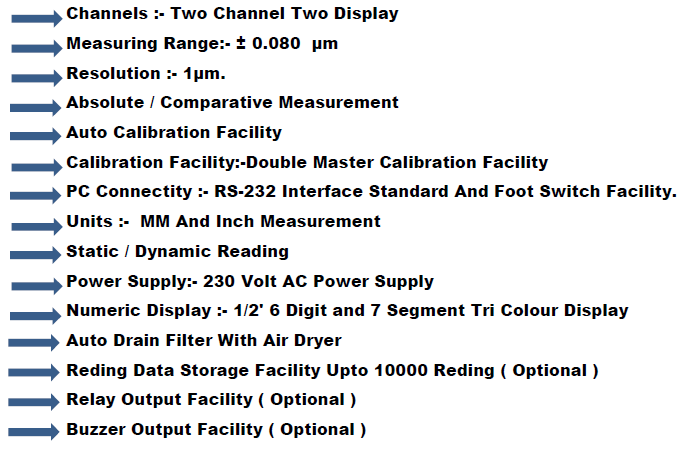 Channels :- Two Channel Two Display
Measuring Range:- ± 0.080 µm
Resolution :- 1µm.
Absolute / Comparative Measurement
Auto Calibration Facility
Calibration Facility:-Double Master Calibration Facility
PC Connectity :- RS-232 Interface Standard And Foot Switch Facility.
Units :- MM And Inch Measurement
Static / Dynamic Reading
Power Supply:- 230 Volt AC Power Supply
Numeric Display :- 1/2' 6 Digit and 7 Segment Tri Colour Display
Auto Drain Filter With Air Dryer
Reding Data Storage Facility Upto 10000 Reding ( Optional )
Relay Output Facility ( Optional )
Buzzer Output Facility ( Optional )